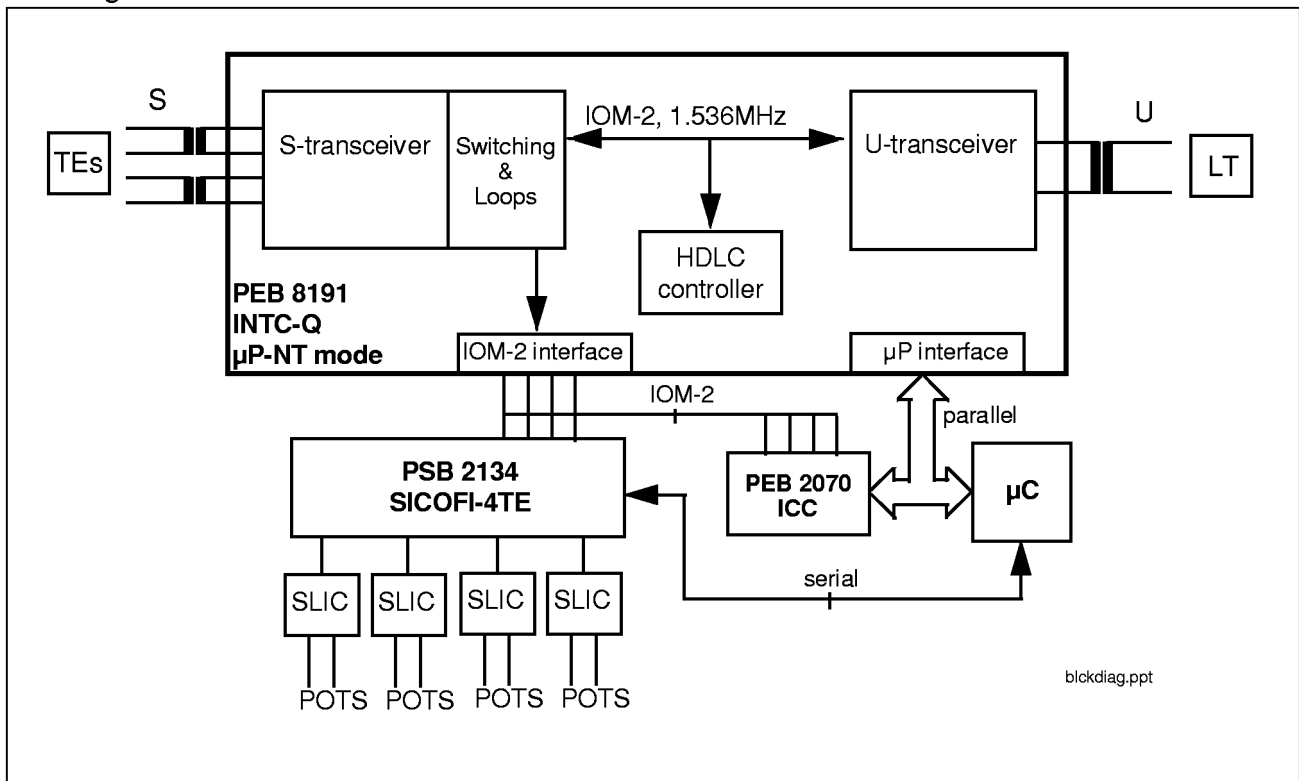 S
TEs
S-transceiver
Switching
&
Loops
IOM-2, 1.536MHz
U-transceiver
U
LT
HDLC
controller
PEB 8191
INTC-Q
µP-NT mode
IOM-2 interface
µP interface
IOM-2
parallel
PSB 2134
SICOFI-4TE
PEB 2070
ICC
µC
serial
SLIC
SLIC
SLIC
SLIC
POTS
POTS
POTS
POTS
blckdiag.ppt